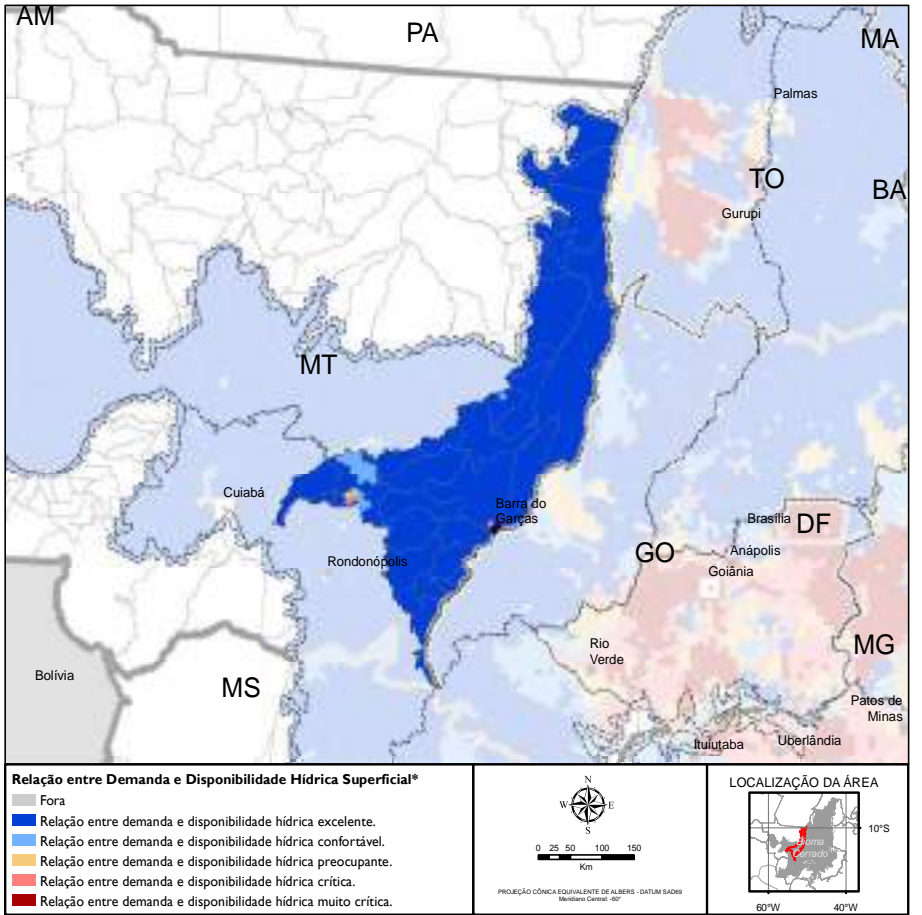 AM
PA
MA
Palmas
TO
BA
Gurupi
MT
Cuiabá
Barra do
Garças
Brasília
DF
GO
Anápolis
Goiânia
Rondonópolis
Rio
Verde
MG
Bolívia
MS
Patos de
Minas
Ituiutaba
Uberlândia
Relação entre Demanda e Disponibilidade Hídrica Superficial*
Fora
Relação entre demanda e disponibilidade hídrica excelente.
Relação entre demanda e disponibilidade hídrica confortável.
Relação entre demanda e disponibilidade hídrica preocupante.
Relação entre demanda e disponibilidade hídrica crítica.
Relação entre demanda e disponibilidade hídrica muito crítica.
N
W E
S
0 25 50 100 150
Km
PROJEÇÃO CÔNICA EQUIVALENTE DE ALBERS - DATUM SAD69
Meridiano Central: -60°
LOCALIZAÇÃO DA ÁREA
10°S
Bioma
Cerrado
60°W 40°W